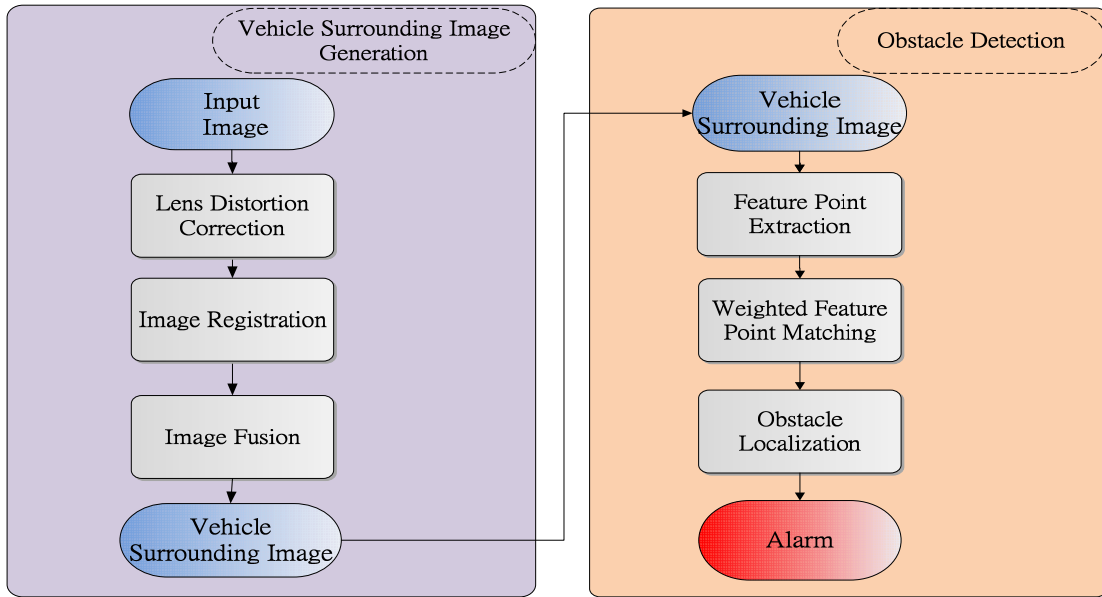 Vehicle Surrounding Image
Generation
Input
Image
Lens Distortion
Correction
Image Registration
Image Fusion
Vehicle
Surrounding Image
Obstacle Detection
Vehicle
Surrounding Image
Feature Point
Extraction
Weighted Feature
Point Matching
Obstacle
Localization
Alarm